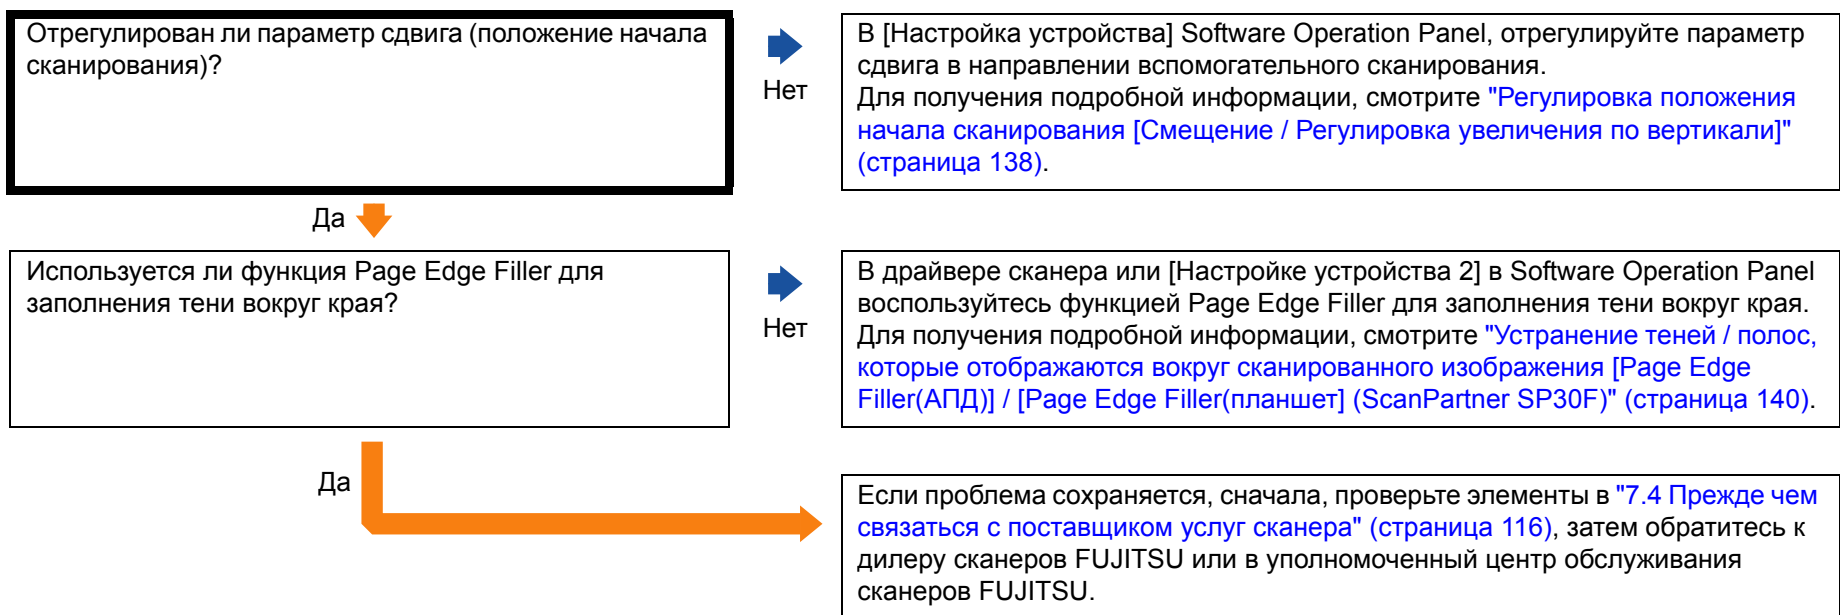 Отрегулирован ли параметр сдвига (положение начала
сканирования)?
Нет
В [Настройка устройства] Software Operation Panel, отрегулируйте параметр
сдвига в направлении вспомогательного сканирования.
Для получения подробной информации, смотрите "Регулировка положения
начала сканирования [Смещение / Регулировка увеличения по вертикали]"
(страница 138).
Да
Используется ли функция Page Edge Filler для
заполнения тени вокруг края?
Нет
В драйвере сканера или [Настройке устройства 2] в Software Operation Panel
воспользуйтесь функцией Page Edge Filler для заполнения тени вокруг края.
Для получения подробной информации, смотрите "Устранение теней / полос,
которые отображаются вокруг сканированного изображения [Page Edge
Filler(АПД)] / [Page Edge Filler(планшет] (ScanPartner SP30F)" (страница 140).
Да
Если проблема сохраняется, сначала, проверьте элементы в "7.4 Прежде чем
связаться с поставщиком услуг сканера" (страница 116), затем обратитесь к
дилеру сканеров FUJITSU или в уполномоченный центр обслуживания
сканеров FUJITSU.